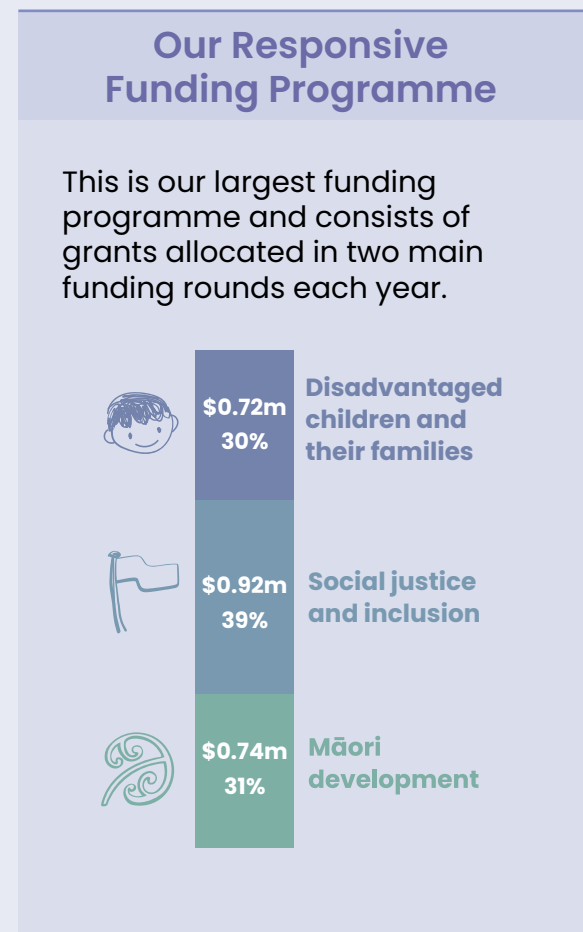 Our Responsive
Funding Programme
This is our largest funding
programme and consists of
grants allocated in two main
funding rounds each year.
$0.72m
30%
Disadvantaged
children and
their families
$0.92m
39%
Social justice
and inclusion
$0.74m
31%
Māori
development